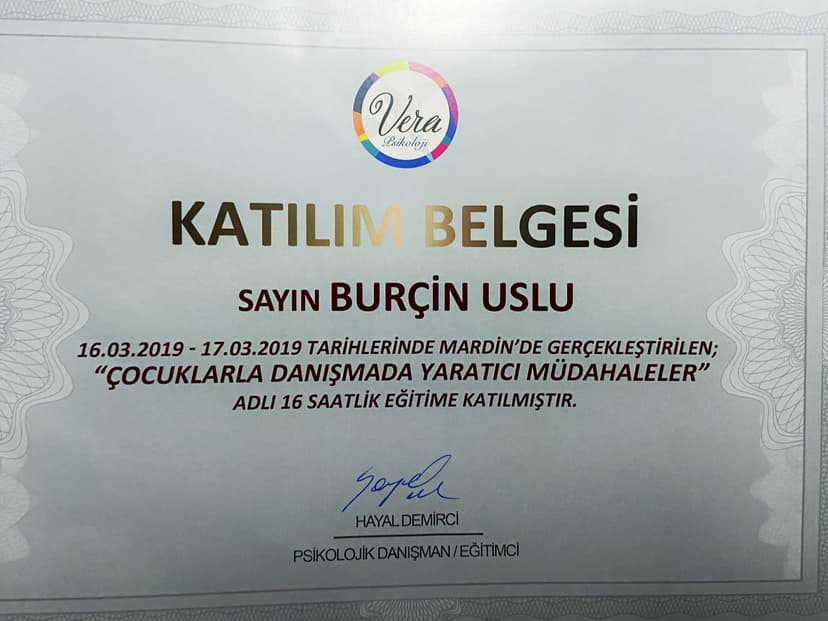 Vera
Psikoloji
KATILIM BELGESİ
SAYIN BURÇİN USLU
16.03.2019 - 17.03.2019 TARİHLERİNDE MARDİN'DE GERÇEKLEŞTİRİLEN;
“ÇOCUKLARLA DANIŞMADA YARATICI MÜDAHALELER”
ADLI 16 SAATLİK EĞİTİME KATILMIŞTIR.
HAYAL DEMİRCİ
PSİKOLOJİK DANIŞMAN / EĞİTİMCİ